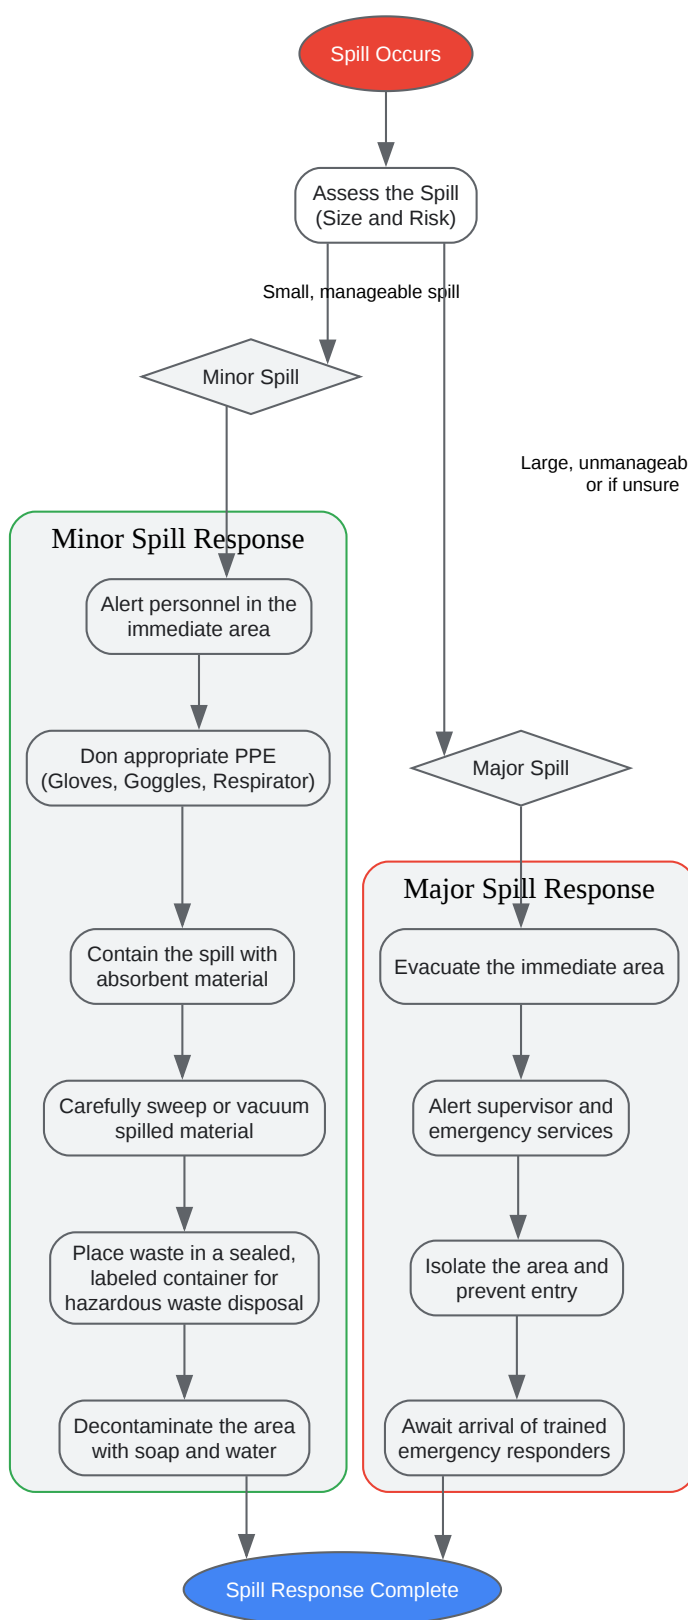 Spill Occurs
Assess the Spill
(Size and Risk)
Small, manageable spill
Minor Spill
Large, unmanageab
or if unsure
Minor Spill Response
Alert personnel in the
immediate area
Don appropriate PPE
(Gloves, Goggles, Respirator)
Major Spill
Major Spill Response
Contain the spill with
absorbent material
Evacuate the immediate area
Carefully sweep or vacuum
spilled material
Alert supervisor and
emergency services
Place waste in a sealed,
labeled container for
hazardous waste disposal
Isolate the area and
prevent entry
Decontaminate the area
with soap and water
Await arrival of trained
emergency responders
Spill Response Complete